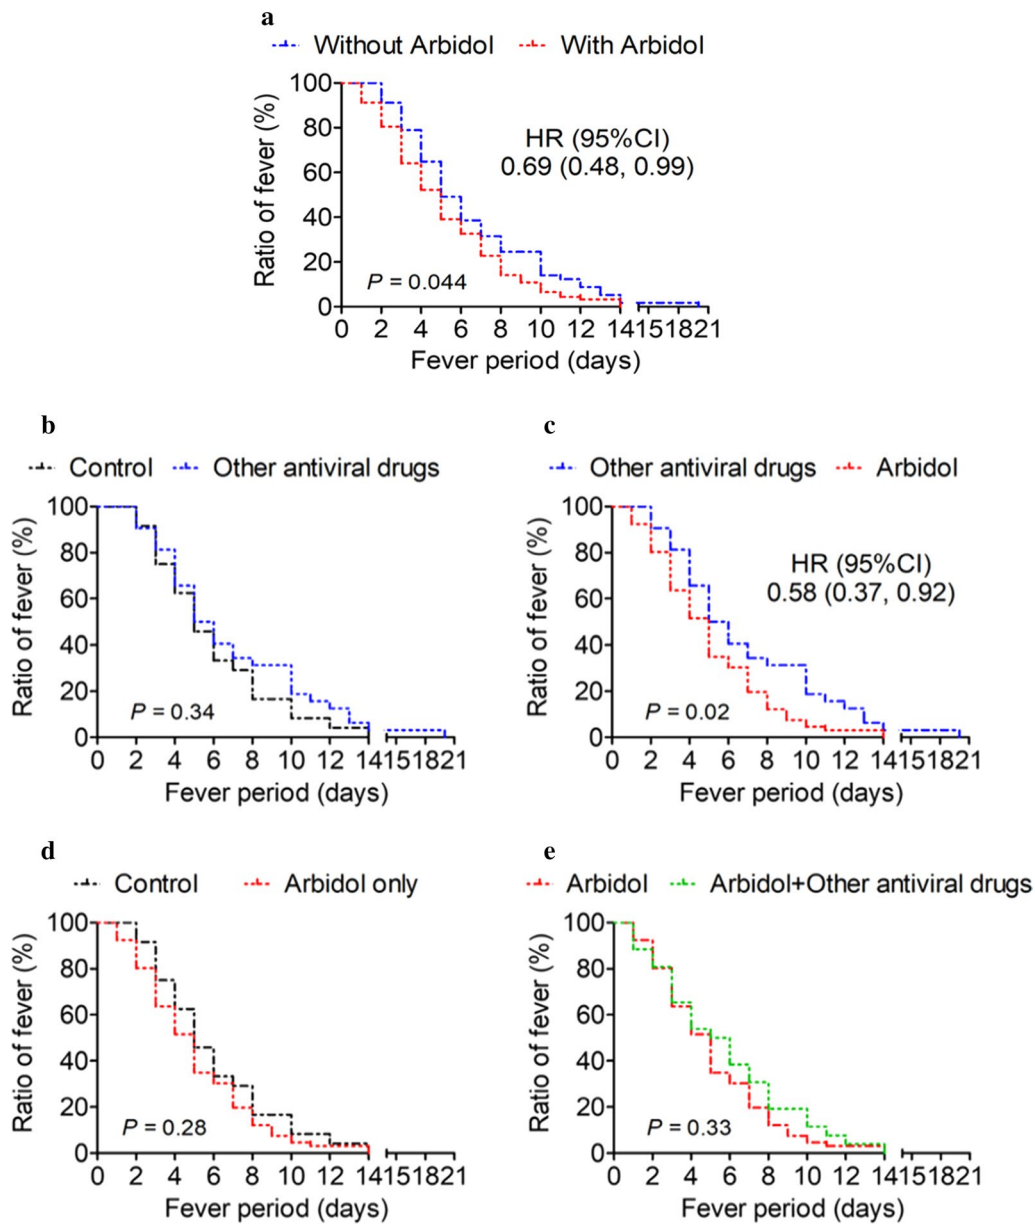 a
Without Arbidol With Arbidol
Ratio of fever (%)
100
80
60
40
20
0
HR (95%CI)
0.69 (0.48, 0.99)
P = 0.044
0 2 4 6 8 10 12 14 15 18 21
Fever period (days)
b
Control Other antiviral drugs
Ratio of fever (%)
100
80
60
40
20
0
P = 0.34
0 2 4 6 8 10 12 14 15 18 21
Fever period (days)
c
Other antiviral drugs Arbidol
Ratio of fever (%)
100
80
60
40
20
0
HR (95%CI)
0.58 (0.37, 0.92)
P = 0.02
0 2 4 6 8 10 12 14 15 18 21
Fever period (days)
d
Control Arbidol only
Ratio of fever (%)
100
80
60
40
20
0
P = 0.28
0 2 4 6 8 10 12 14 15 18 21
Fever period (days)
e
Arbidol Arbidol+Other antiviral drugs
Ratio of fever (%)
100
80
60
40
20
0
P = 0.33
0 2 4 6 8 10 12 14 15 18 21
Fever period (days)